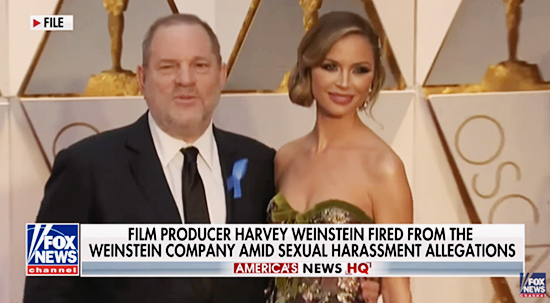 FILE
OSCARS
FILM PRODUCER HARVEY WEINSTEIN FIRED FROM THE
WEINSTEIN COMPANY AMID SEXUAL HARASSMENT ALLEGATIONS
FOX
NEWS
channel
AMERICA'S NEWS HQ
FOX
NEWS